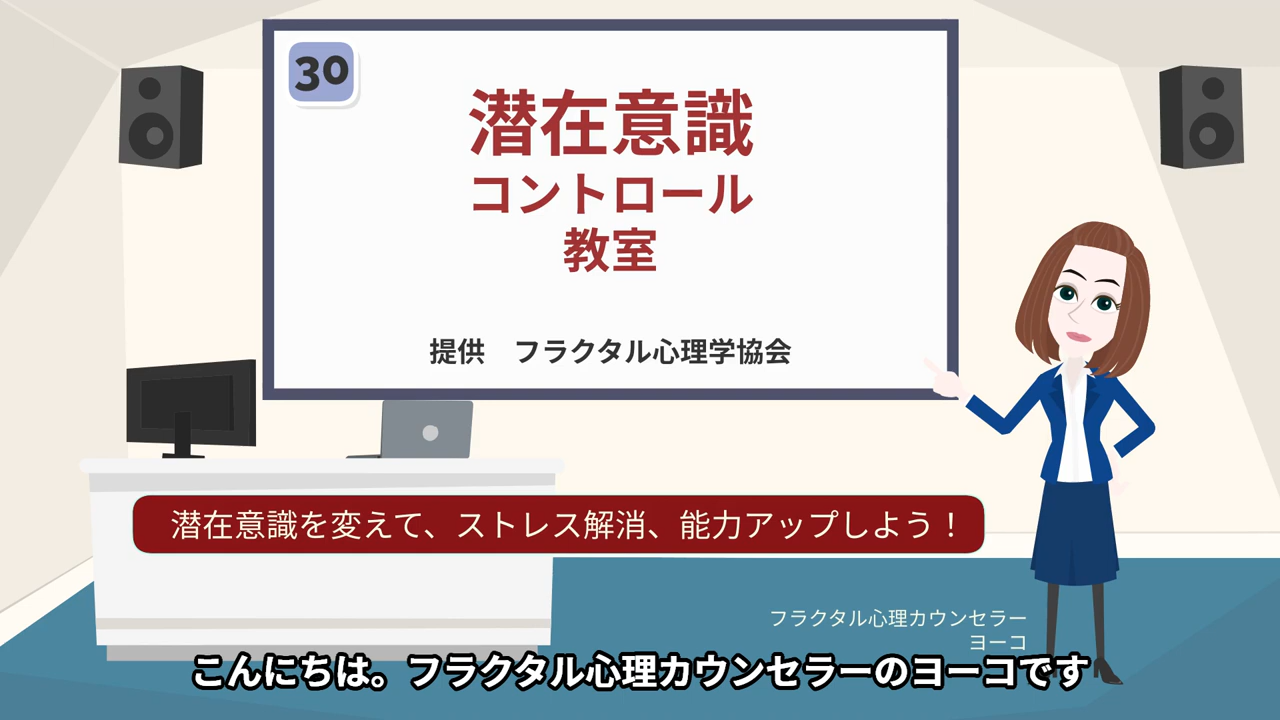 30
潜在意識
コントロール
教室
提供　フラクタル心理学協会
潜在意識を変えて、ストレス解消、能力アップしよう！
フラクタル心理カウンセラー
ヨーコ
こんにちは。フラクタル心理カウンセラーのヨーコです